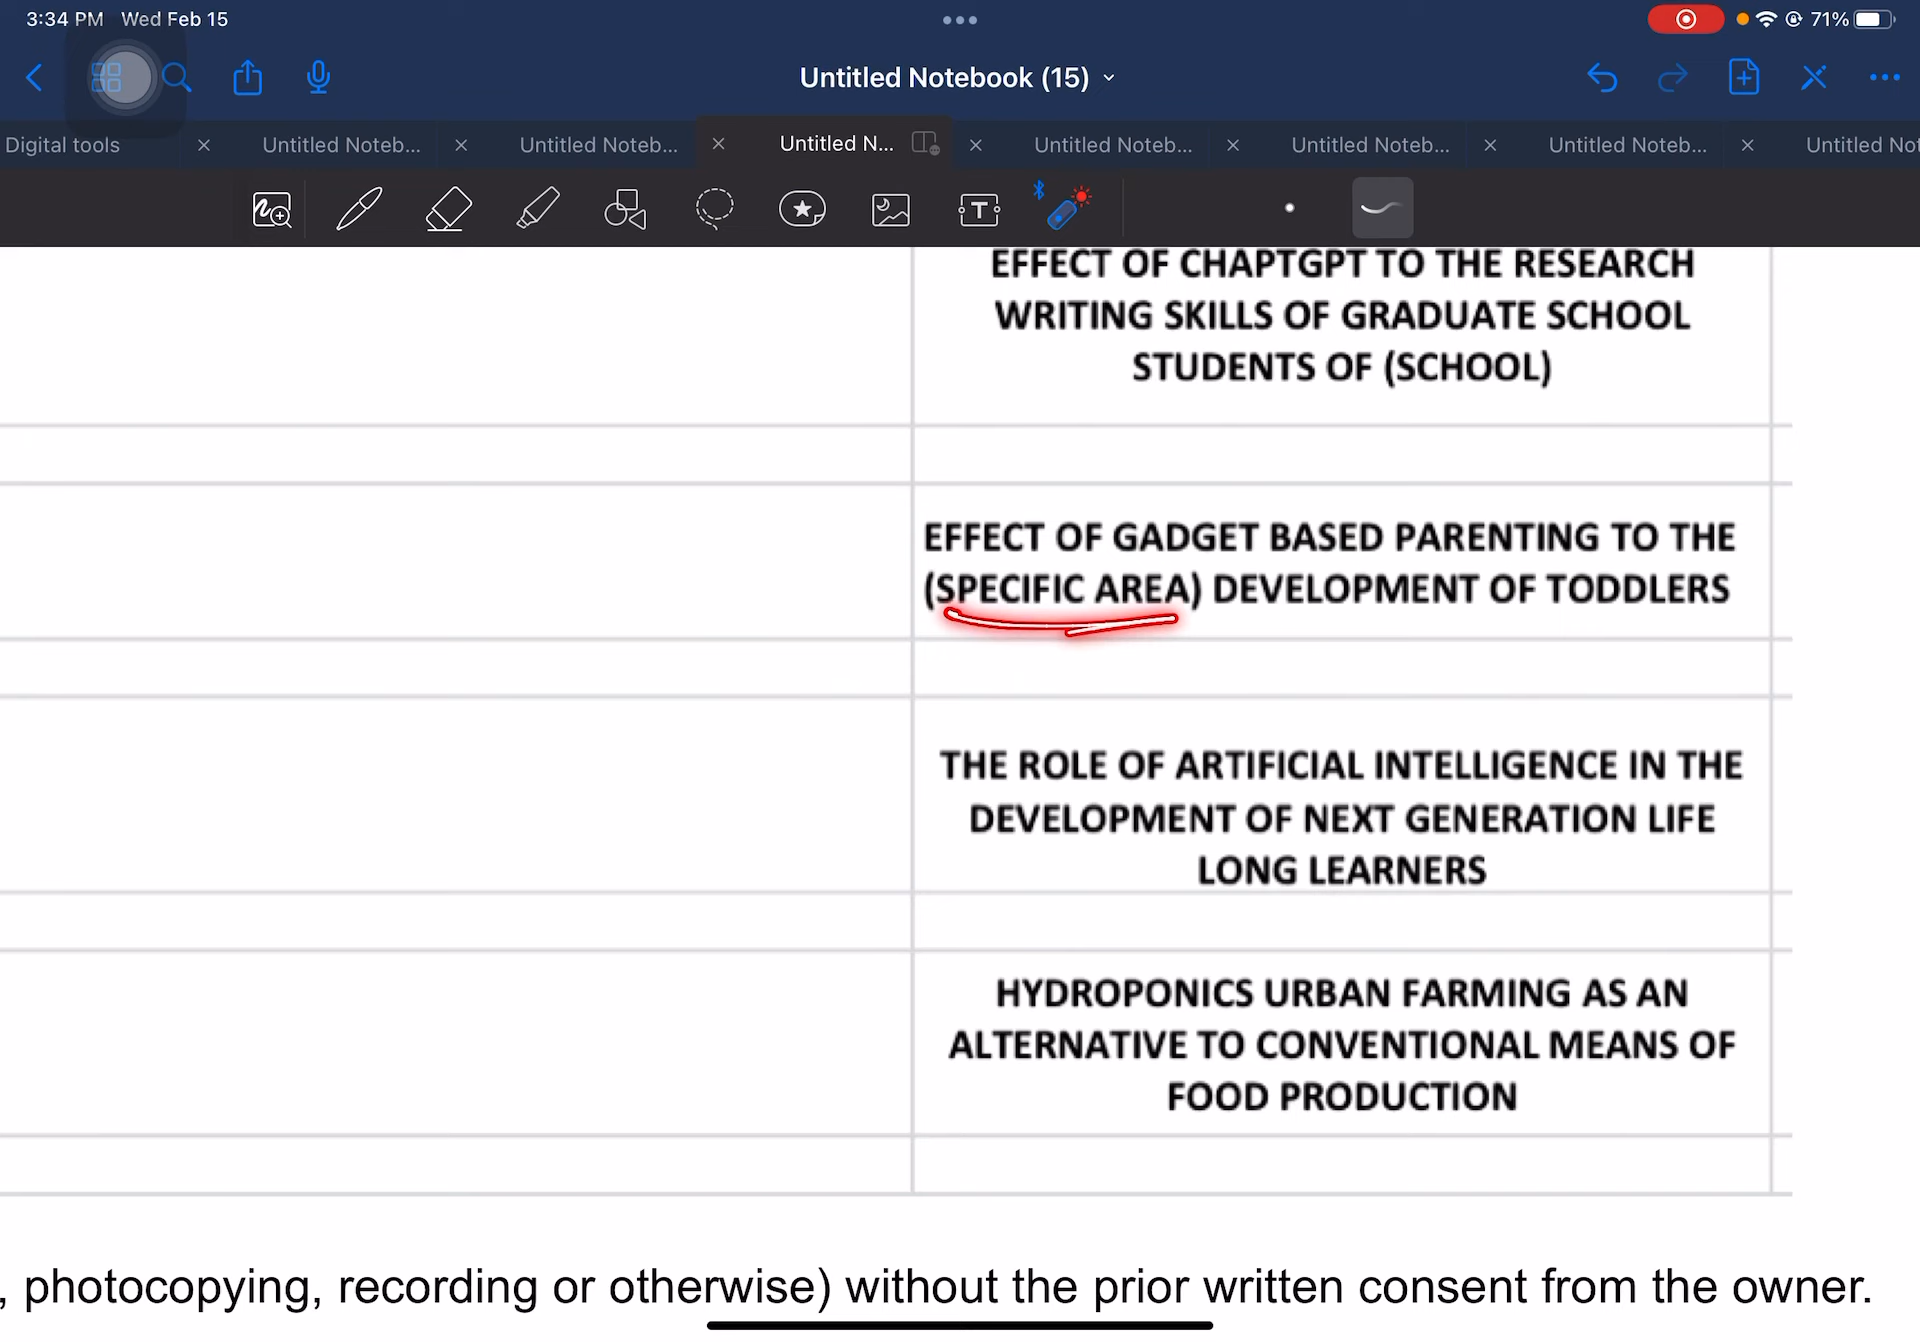 3:34 PM Wed Feb 15
71%
Untitled Notebook (15)
Digital tools
Untitled Noteb...
Untitled Noteb...
Untitled N...
Untitled Noteb...
Untitled Noteb...
Untitled Noteb...
Untitled Not
T
EFFECT OF CHAPTGPT TO THE RESEARCH
WRITING SKILLS OF GRADUATE SCHOOL
STUDENTS OF (SCHOOL)
EFFECT OF GADGET BASED PARENTING TO THE
(SPECIFIC AREA) DEVELOPMENT OF TODDLERS
THE ROLE OF ARTIFICIAL INTELLIGENCE IN THE
DEVELOPMENT OF NEXT GENERATION LIFE
LONG LEARNERS
HYDROPONICS URBAN FARMING AS AN
ALTERNATIVE TO CONVENTIONAL MEANS OF
FOOD PRODUCTION
, photocopying, recording or otherwise) without the prior written consent from the owner.